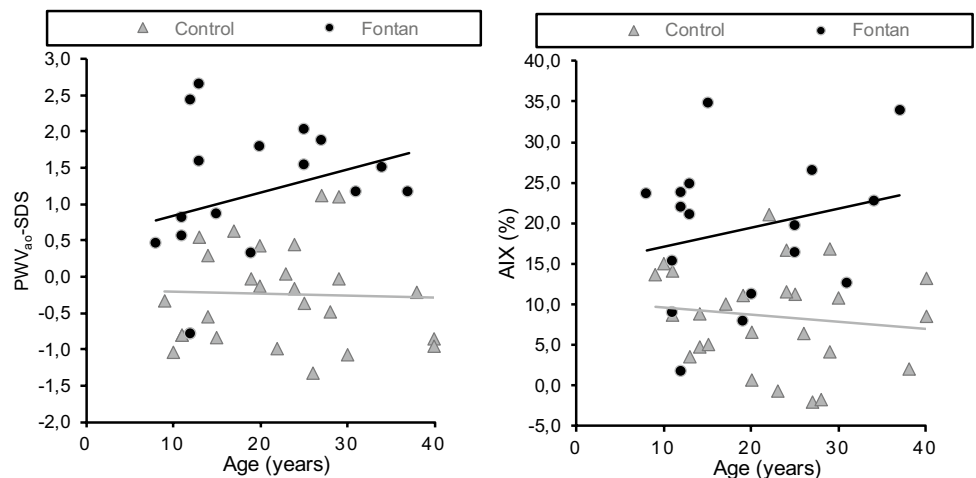 Control Fontan
3,0
2,5
2,0
1,5
1,0
0,5
0,0
-0,5
-1,0
-1,5
-2,0
0 10 20 30 40
PWVao-SDS
Age (years)
Control Fontan
40,0
35,0
30,0
25,0
20,0
15,0
10,0
5,0
0,0
-5,0
0 10 20 30 40
AIX (%)
Age (years)